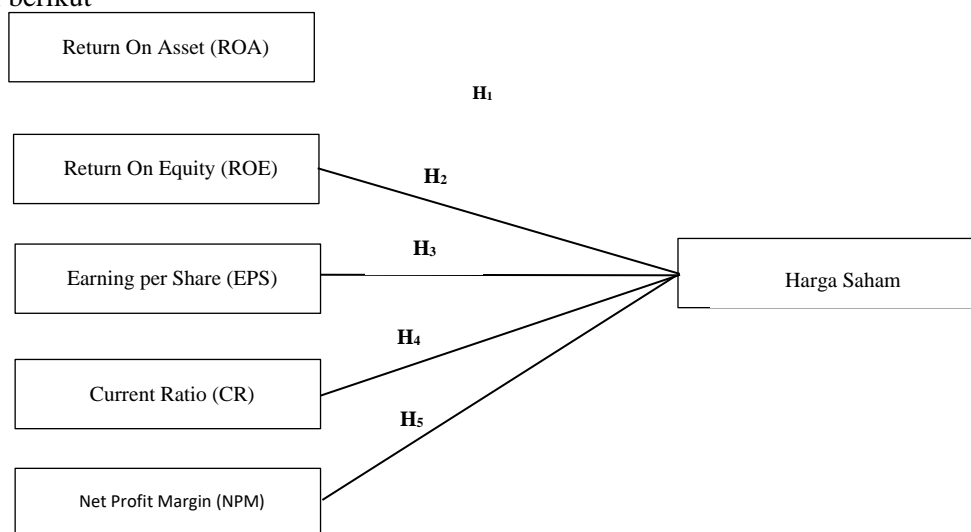 berikut
Return On Asset (ROA)
H₁
Return On Equity (ROE)
H₂
Earning per Share (EPS)
H₃
Harga Saham
H₄
Current Ratio (CR)
H₅
Net Profit Margin (NPM)